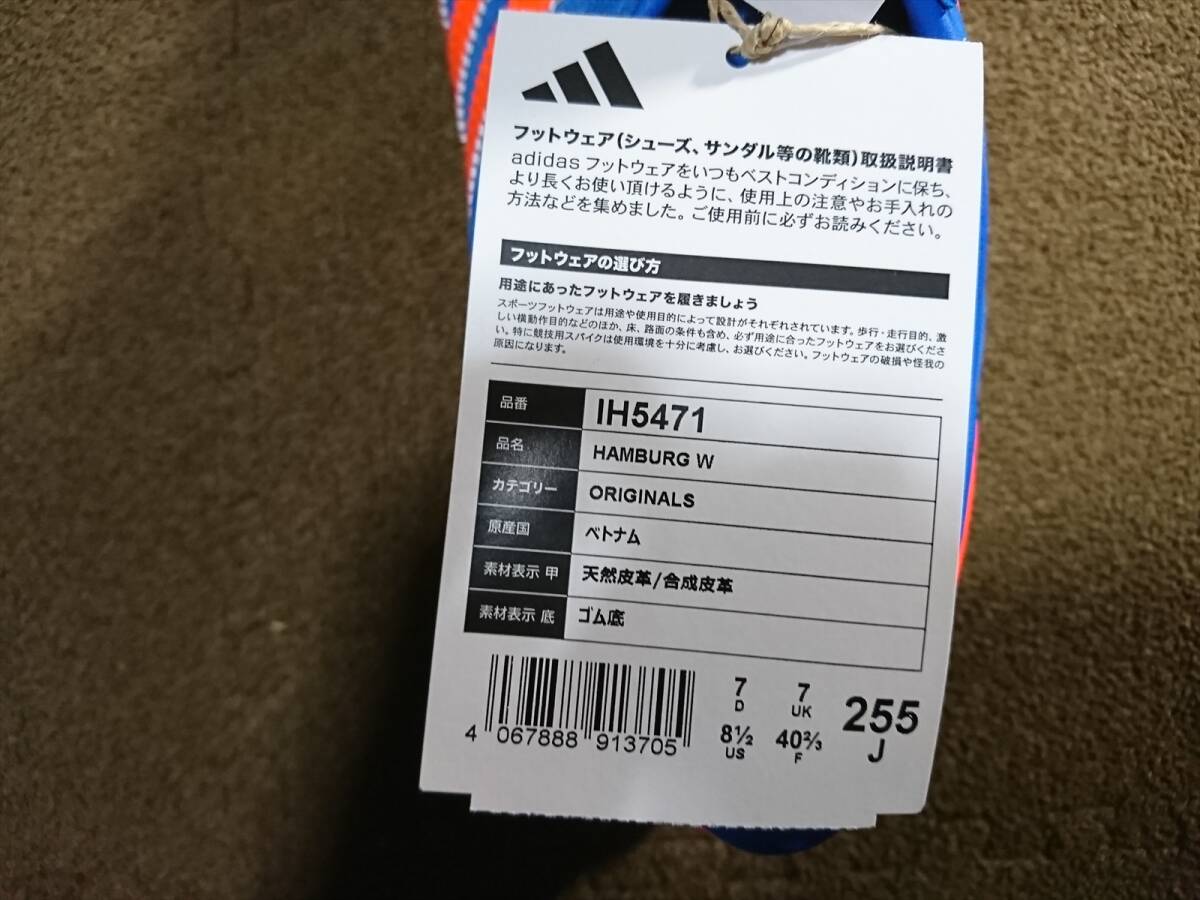 フットウェア(シューズ、サンダル等の靴類)取扱説明書
adidas フットウェアをいつもベストコンディションに保ち、
より長くお使い頂けるように、使用上の注意やお手入れの
方法などを集めました。ご使用前に必ずお読みください。
フットウェアの選び方
用途にあったフットウェアを履きましょう
スポーツフットウェアは用途や使用目的によって設計がそれぞれされています。歩行・走行目的、激
しい横動作目的などのほか、床、路面の条件も含め、必ず用途に合ったフットウェアをお選びくださ
い。特に競技用スパイクは使用環境を十分に考慮し、お選びください。フットウェアの破損や怪我の
原因になります。
品番 IH5471
品名 HAMBURG W
カテゴリー ORIGINALS
原産国 ベトナム
素材表示 甲 天然皮革/合成皮革
素材表示 底 ゴム底
4 067888 913705
7 D
7 UK
8½ US
40⅔ F
255 J